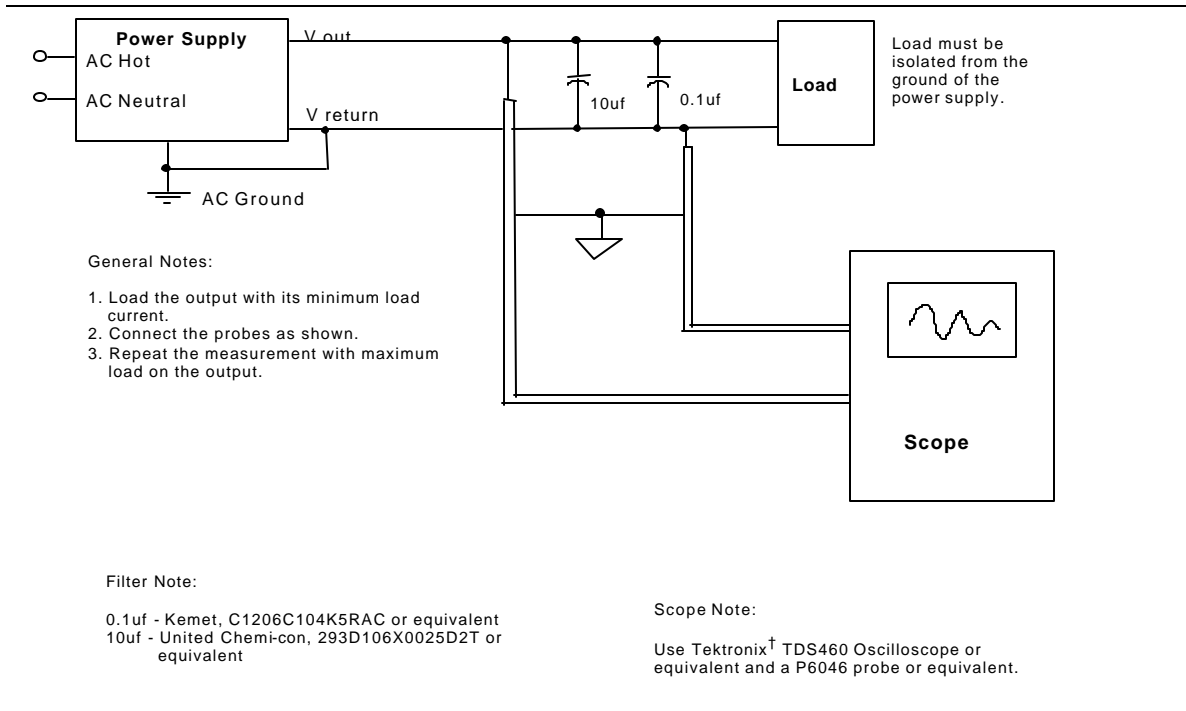 Power Supply
AC Hot
AC Neutral
V out
V return
10uf
0.1uf
Load
Load must be
isolated from the
ground of the
power supply.
AC Ground
General Notes:
1. Load the output with its minimum load
current.
2. Connect the probes as shown.
3. Repeat the measurement with maximum
load on the output.
Scope
Filter Note:
0.1uf - Kemet, C1206C104K5RAC or equivalent
10uf - United Chemi-con, 293D106X0025D2T or
equivalent
Scope Note:
Use Tektronix† TDS460 Oscilloscope or
equivalent and a P6046 probe or equivalent.